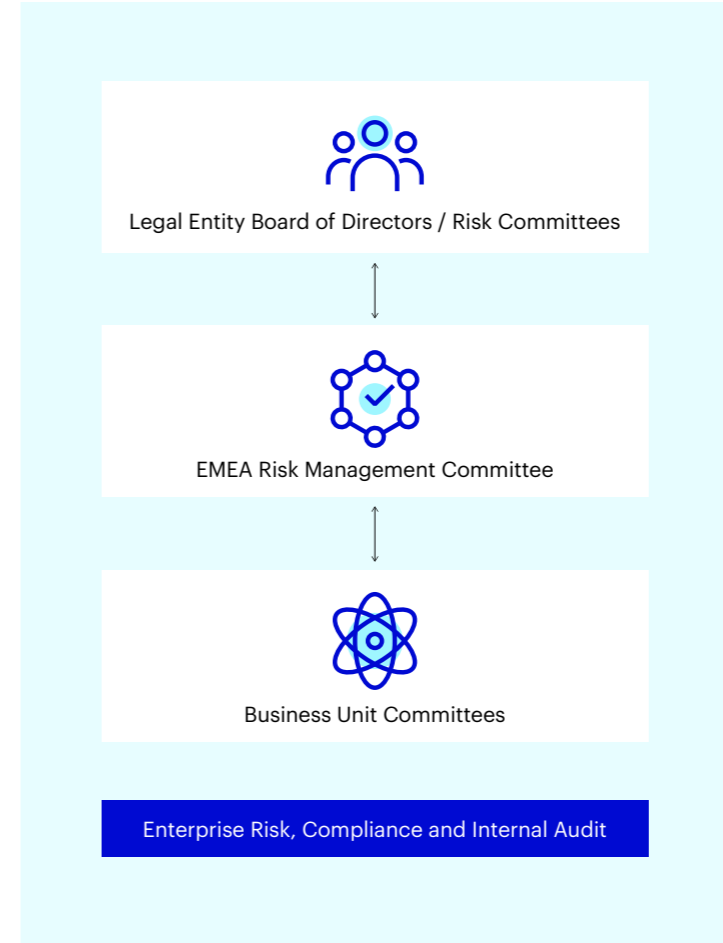 Legal Entity Board of Directors / Risk Committees
EMEA Risk Management Committee
Business Unit Committees
Enterprise Risk, Compliance and Internal Audit